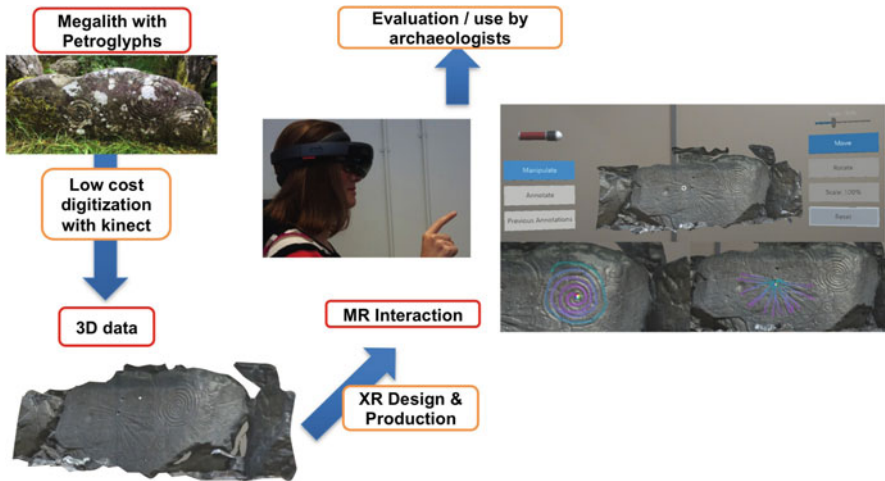 Megalith with
Petroglyphs
Low cost
digitization
with kinect
3D data
XR Design &
Production
MR Interaction
Evaluation / use by
archaeologists
Manipulate
Annotate
Previous Annotations
Move
Rotate
Scale: 100%
Reset